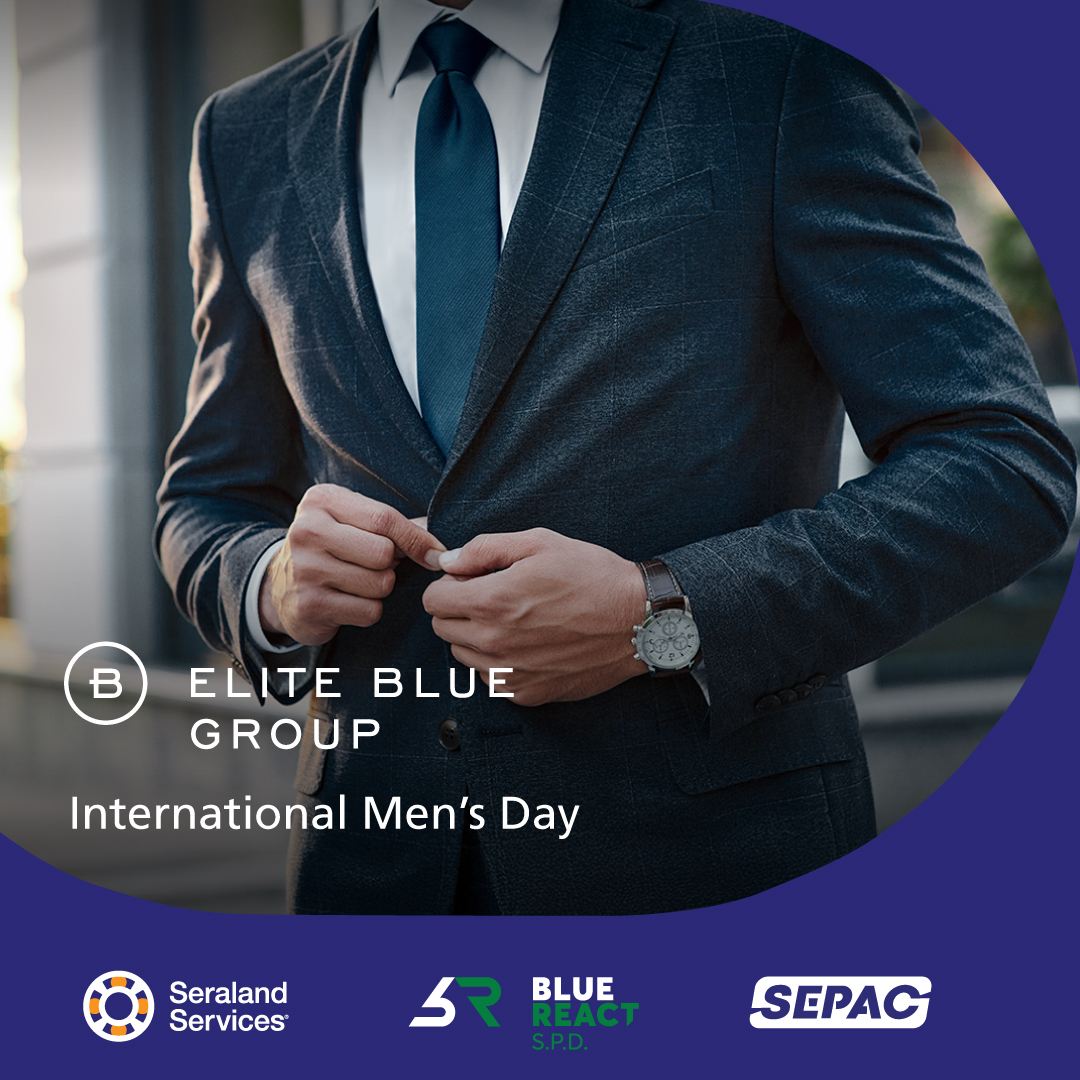 B
ELITE BLUE
GROUP
International Men's Day
Seraland
Services
BLUE
REACT
S.P.D.
SEPAC